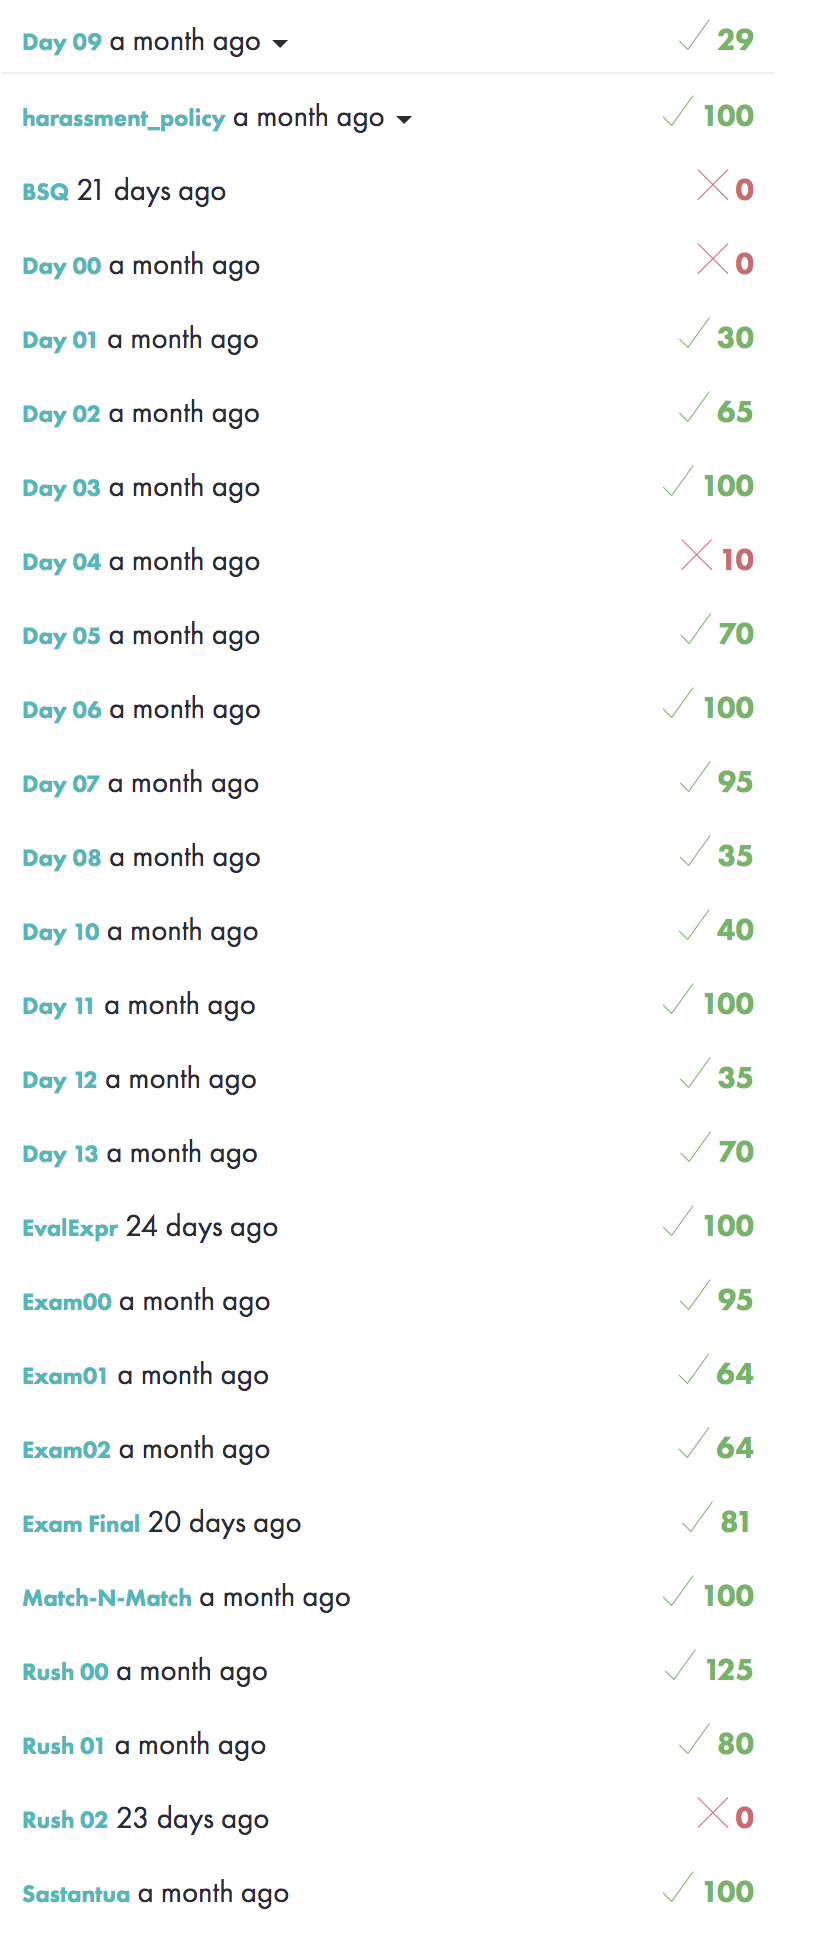 Day 09 a month ago 29
harassment_policy a month ago 100
BSQ 21 days ago 0
Day 00 a month ago 0
Day 01 a month ago 30
Day 02 a month ago 65
Day 03 a month ago 100
Day 04 a month ago 10
Day 05 a month ago 70
Day 06 a month ago 100
Day 07 a month ago 95
Day 08 a month ago 35
Day 10 a month ago 40
Day 11 a month ago 100
Day 12 a month ago 35
Day 13 a month ago 70
EvalExpr 24 days ago 100
Exam00 a month ago 95
Exam01 a month ago 64
Exam02 a month ago 64
Exam Final 20 days ago 81
Match-N-Match a month ago 100
Rush 00 a month ago 125
Rush 01 a month ago 80
Rush 02 23 days ago 0
Sastantua a month ago 100